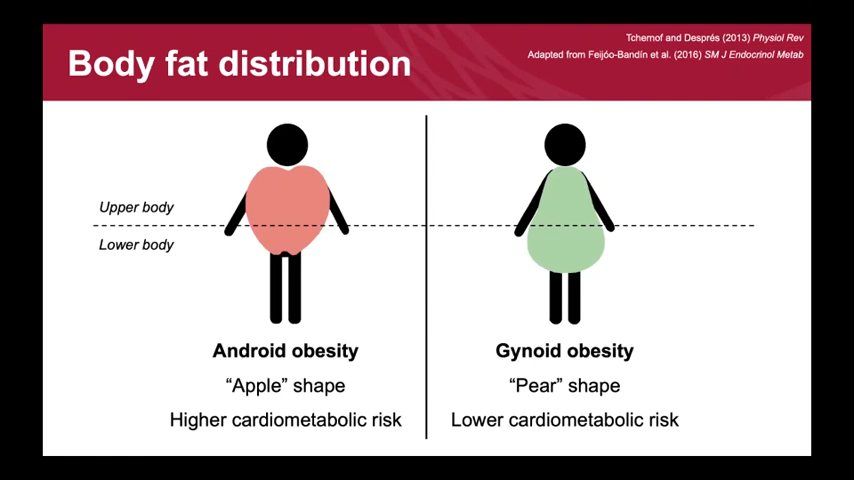 Body fat distribution
Tchernof and Després (2013) Physiol Rev
Adapted from Feijóo-Bandín et al. (2016) SM J Endocrinol Metab
Upper body
Lower body
Android obesity
“Apple” shape
Higher cardiometabolic risk
Gynoid obesity
“Pear” shape
Lower cardiometabolic risk